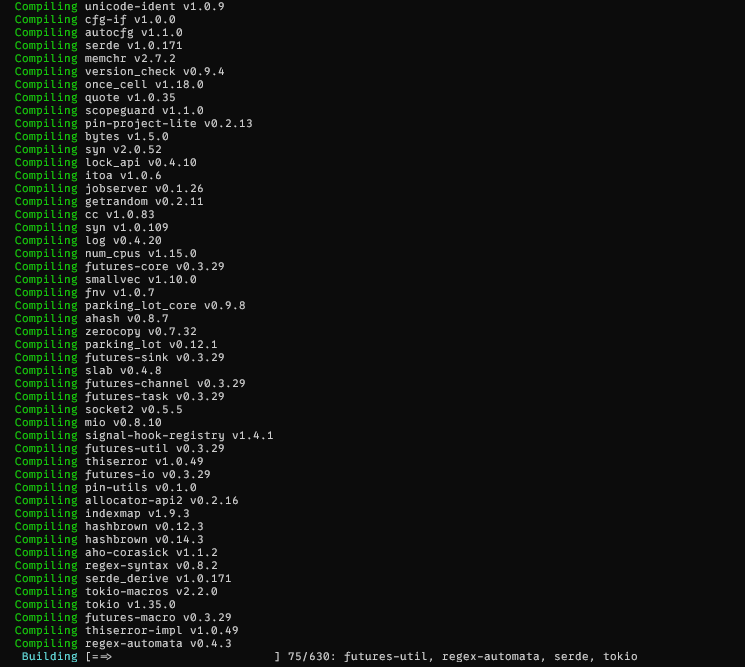 Compiling unicode-ident v1.0.9
Compiling cfg-if v1.0.0
Compiling autocfg v1.1.0
Compiling serde v1.0.171
Compiling memchr v2.7.2
Compiling version_check v0.9.4
Compiling once_cell v1.18.0
Compiling quote v1.0.35
Compiling scopeguard v1.1.0
Compiling pin-project-lite v0.2.13
Compiling bytes v1.5.0
Compiling syn v2.0.52
Compiling lock_api v0.4.10
Compiling itoa v1.0.6
Compiling jobserver v0.1.26
Compiling getrandom v0.2.11
Compiling cc v1.0.83
Compiling syn v1.0.109
Compiling log v0.4.20
Compiling num_cpus v1.15.0
Compiling futures-core v0.3.29
Compiling smallvec v1.10.0
Compiling fnv v1.0.7
Compiling parking_lot_core v0.9.8
Compiling ahash v0.8.7
Compiling zerocopy v0.7.32
Compiling parking_lot v0.12.1
Compiling futures-sink v0.3.29
Compiling slab v0.4.8
Compiling futures-channel v0.3.29
Compiling futures-task v0.3.29
Compiling socket2 v0.5.5
Compiling mio v0.8.10
Compiling signal-hook-registry v1.4.1
Compiling futures-util v0.3.29
Compiling thiserror v1.0.49
Compiling futures-io v0.3.29
Compiling pin-utils v0.1.0
Compiling allocator-api2 v0.2.16
Compiling indexmap v1.9.3
Compiling hashbrown v0.12.3
Compiling hashbrown v0.14.3
Compiling aho-corasick v1.1.2
Compiling regex-syntax v0.8.2
Compiling serde_derive v1.0.171
Compiling tokio-macros v2.2.0
Compiling tokio v1.35.0
Compiling futures-macro v0.3.29
Compiling thiserror-impl v1.0.49
Compiling regex-automata v0.4.3
Building [==>                       ] 75/630: futures-util, regex-automata, serde, tokio